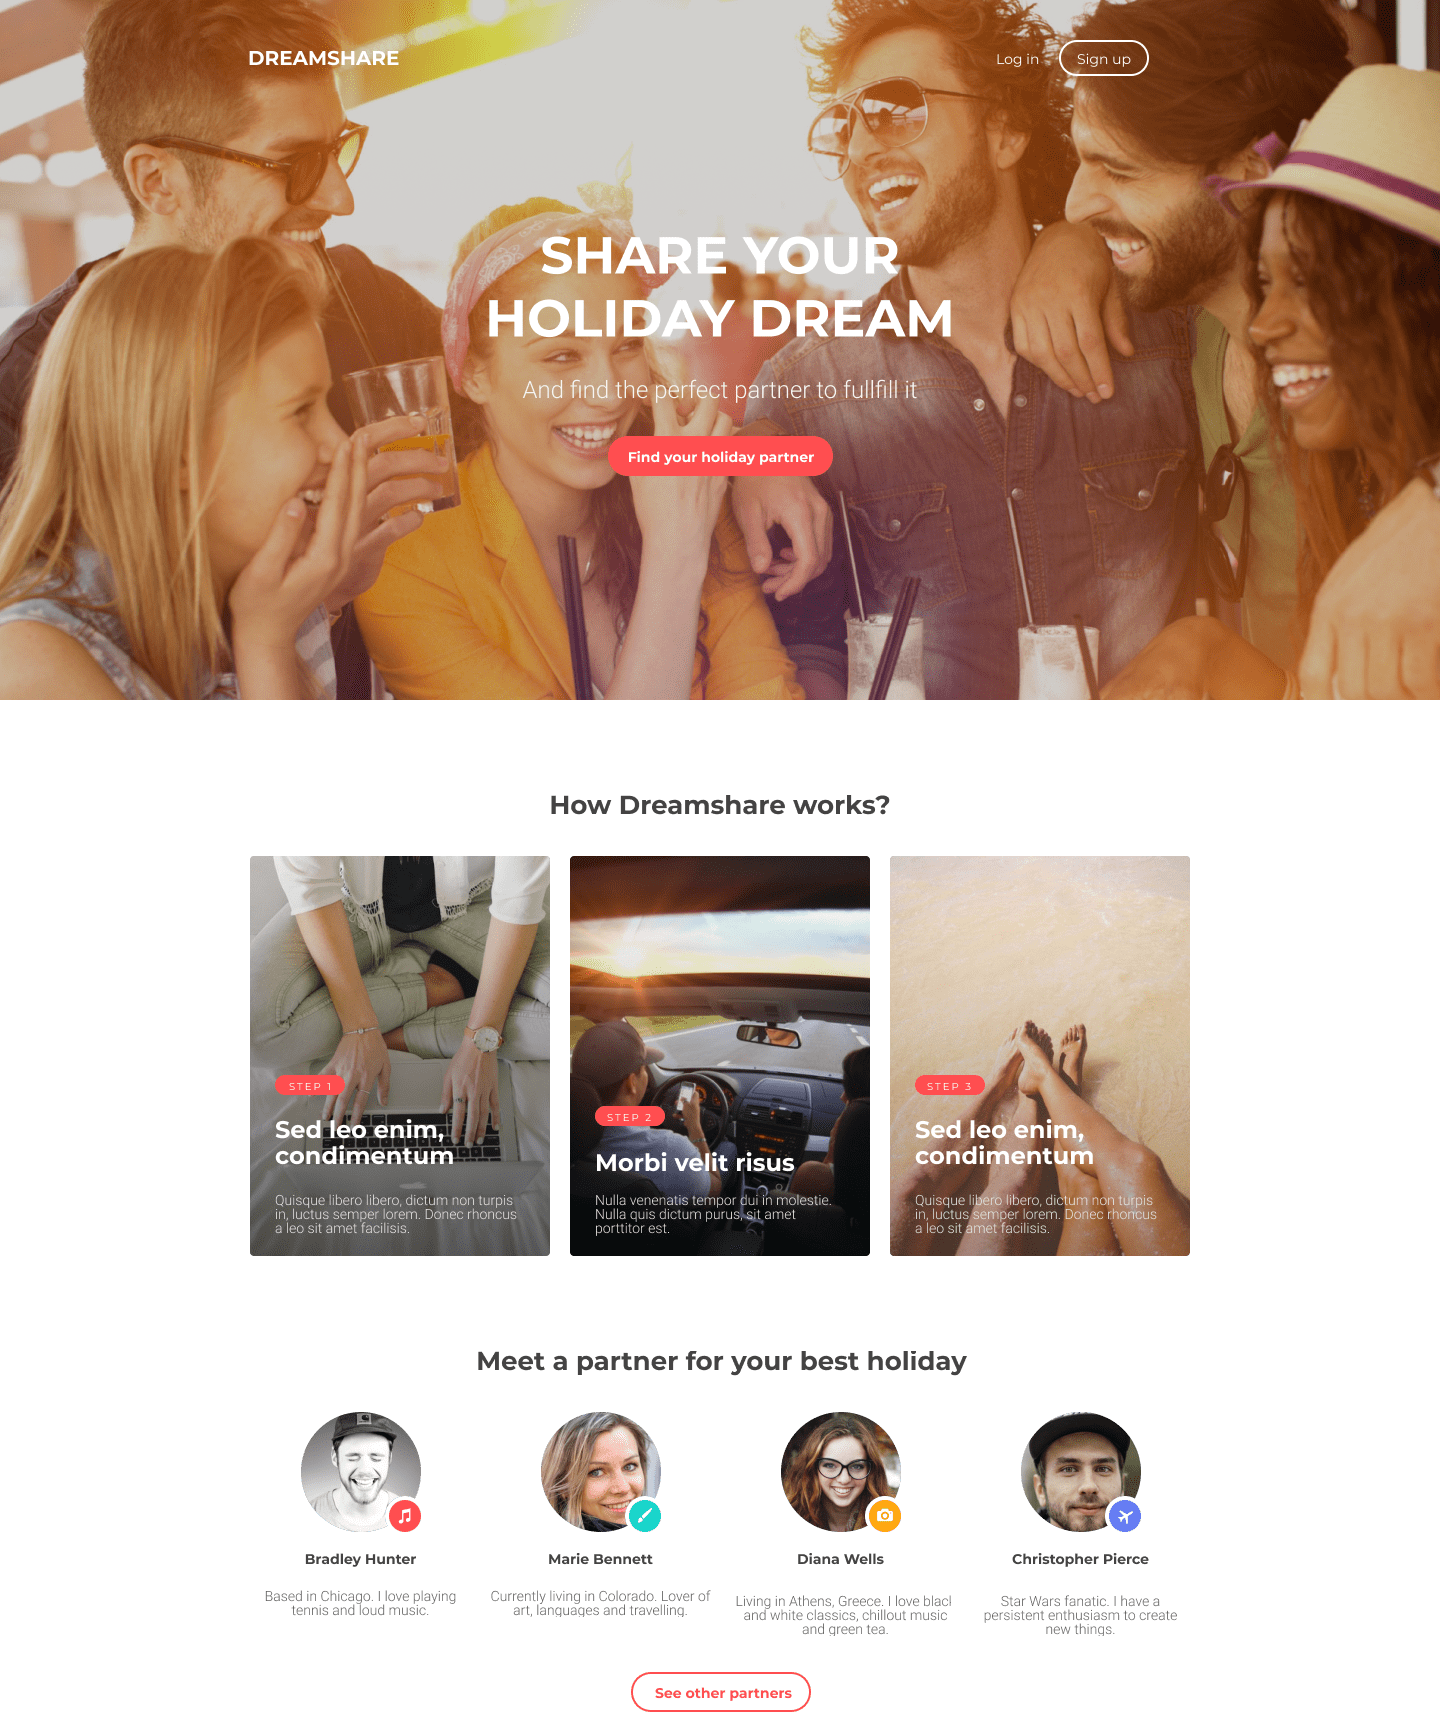 DREAMSHARE
Log in
Sign up
SHARE YOUR
HOLIDAY DREAM
And find the perfect partner to fullfill it
Find your holiday partner
How Dreamshare works?
STEP 1
Sed leo enim,
condimentum
Quisque libero libero, dictum non turpis
in, luctus semper lorem. Donec rhoncus
a leo sit amet facilisis.
STEP 2
Morbi velit risus
Nulla venenatis tempor dui in molestie.
Nulla quis dictum purus, sit amet
porttitor est.
STEP 3
Sed leo enim,
condimentum
Quisque libero libero, dictum non turpis
in, luctus semper lorem. Donec rhoncus
a leo sit amet facilisis.
Meet a partner for your best holiday
Bradley Hunter
Based in Chicago. I love playing
tennis and loud music.
Marie Bennett
Currently living in Colorado. Lover of
art, languages and travelling.
Diana Wells
Living in Athens, Greece. I love blacl
and white classics, chillout music
and green tea.
Christopher Pierce
Star Wars fanatic. I have a
persistent enthusiasm to create
new things.
See other partners